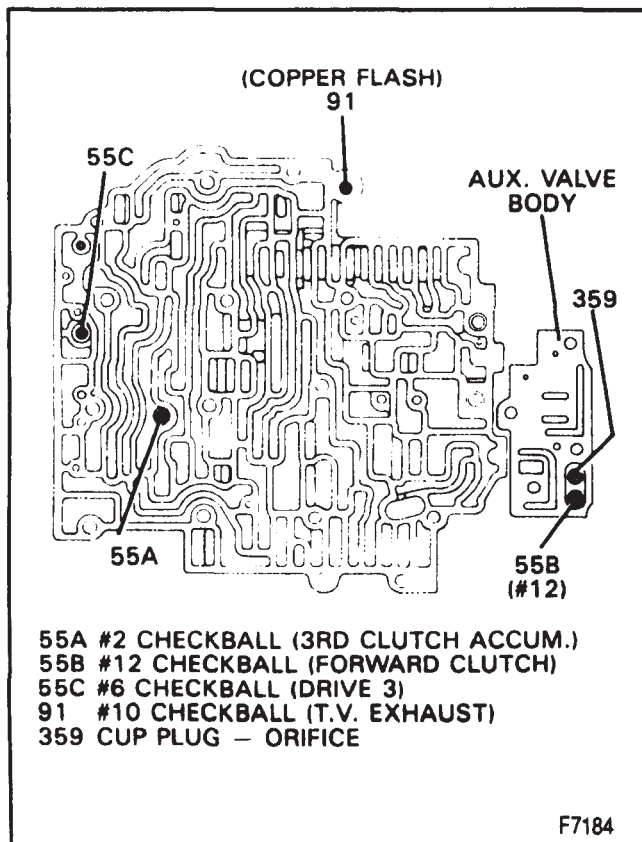 (COPPER FLASH)
91
55C
AUX. VALVE
BODY
359
55A
55B
(#12)
55A #2 CHECKBALL (3RD CLUTCH ACCUM.)
55B #12 CHECKBALL (FORWARD CLUTCH)
55C #6 CHECKBALL (DRIVE 3)
91 #10 CHECKBALL (T.V. EXHAUST)
359 CUP PLUG — ORIFICE
F7184